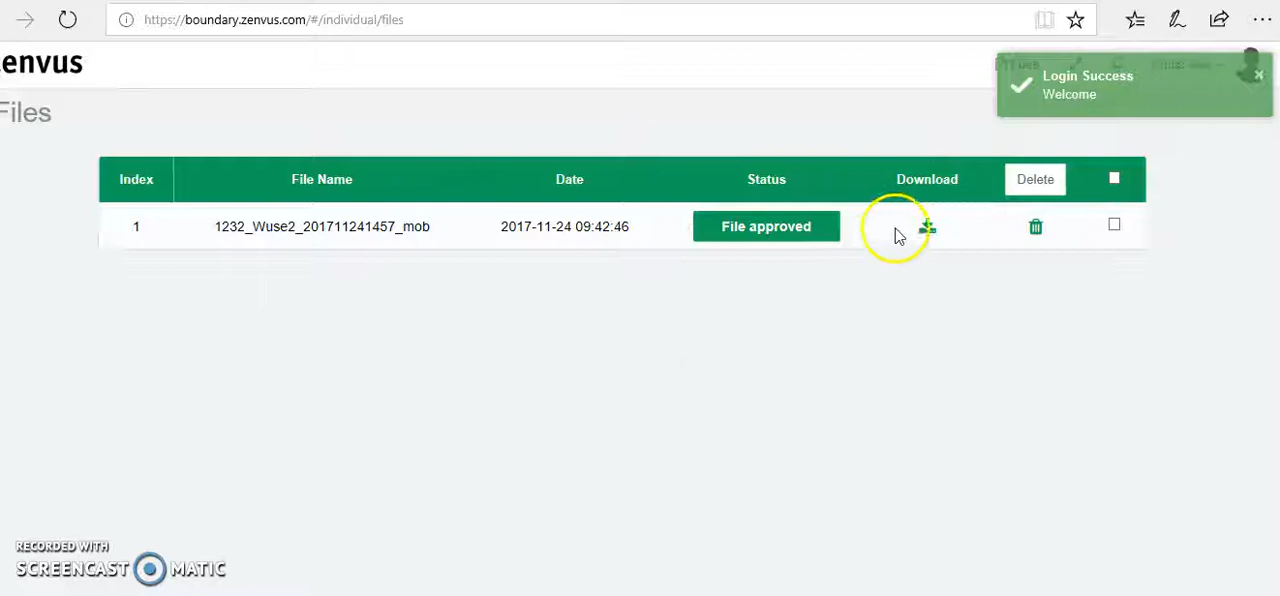 https://boundary.zenvus.com/#/individual/files
envus
Login Success
Welcome
Files
Index File Name Date Status Download Delete
1 1232_Wuse2_201711241457_mob 2017-11-24 09:42:46 File approved
RECORDED WITH
SCREENCAST MATIC